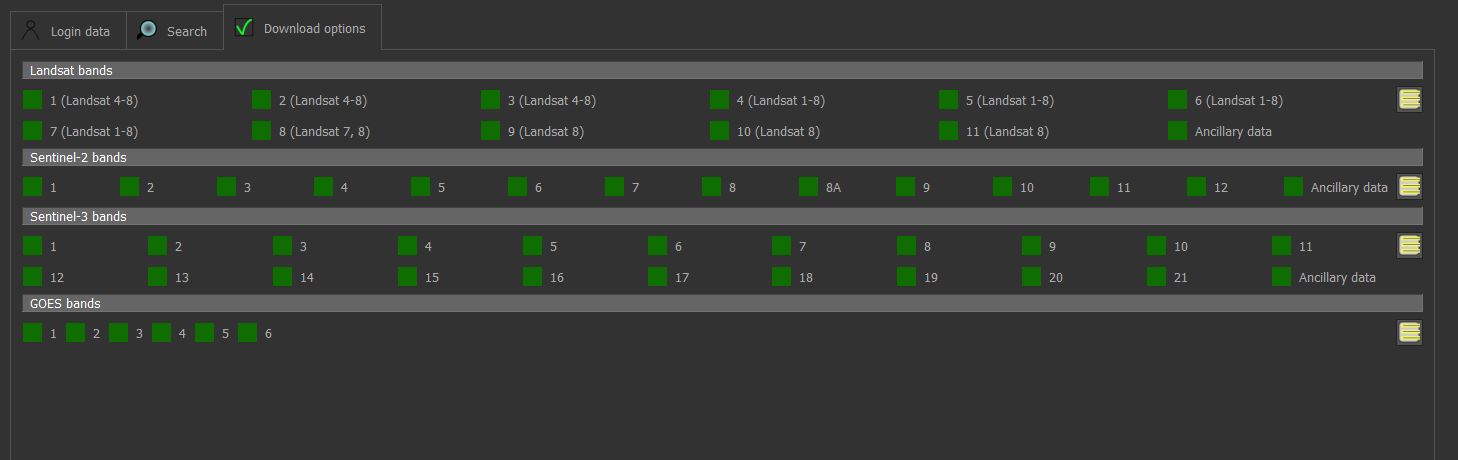 Login data Search Download options
Landsat bands
1 (Landsat 4-8) 2 (Landsat 4-8) 3 (Landsat 4-8) 4 (Landsat 1-8) 5 (Landsat 1-8) 6 (Landsat 1-8)
7 (Landsat 1-8) 8 (Landsat 7, 8) 9 (Landsat 8) 10 (Landsat 8) 11 (Landsat 8) Ancillary data
Sentinel-2 bands
1 2 3 4 5 6 7 8 8A 9 10 11 12 Ancillary data
Sentinel-3 bands
1 2 3 4 5 6 7 8 9 10 11
12 13 14 15 16 17 18 19 20 21 Ancillary data
GOES bands
1 2 3 4 5 6